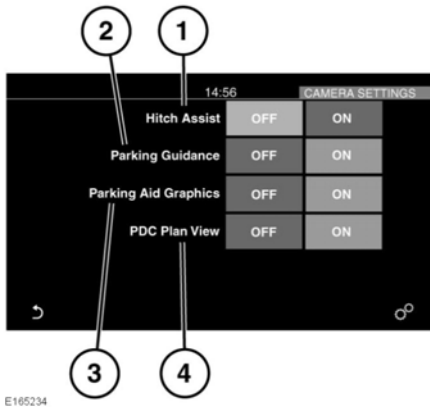 2 1
14:56 CAMERA SETTINGS
Hitch Assist OFF ON
Parking Guidance OFF ON
Parking Aid Graphics OFF ON
PDC Plan View OFF ON
3 4
E165234